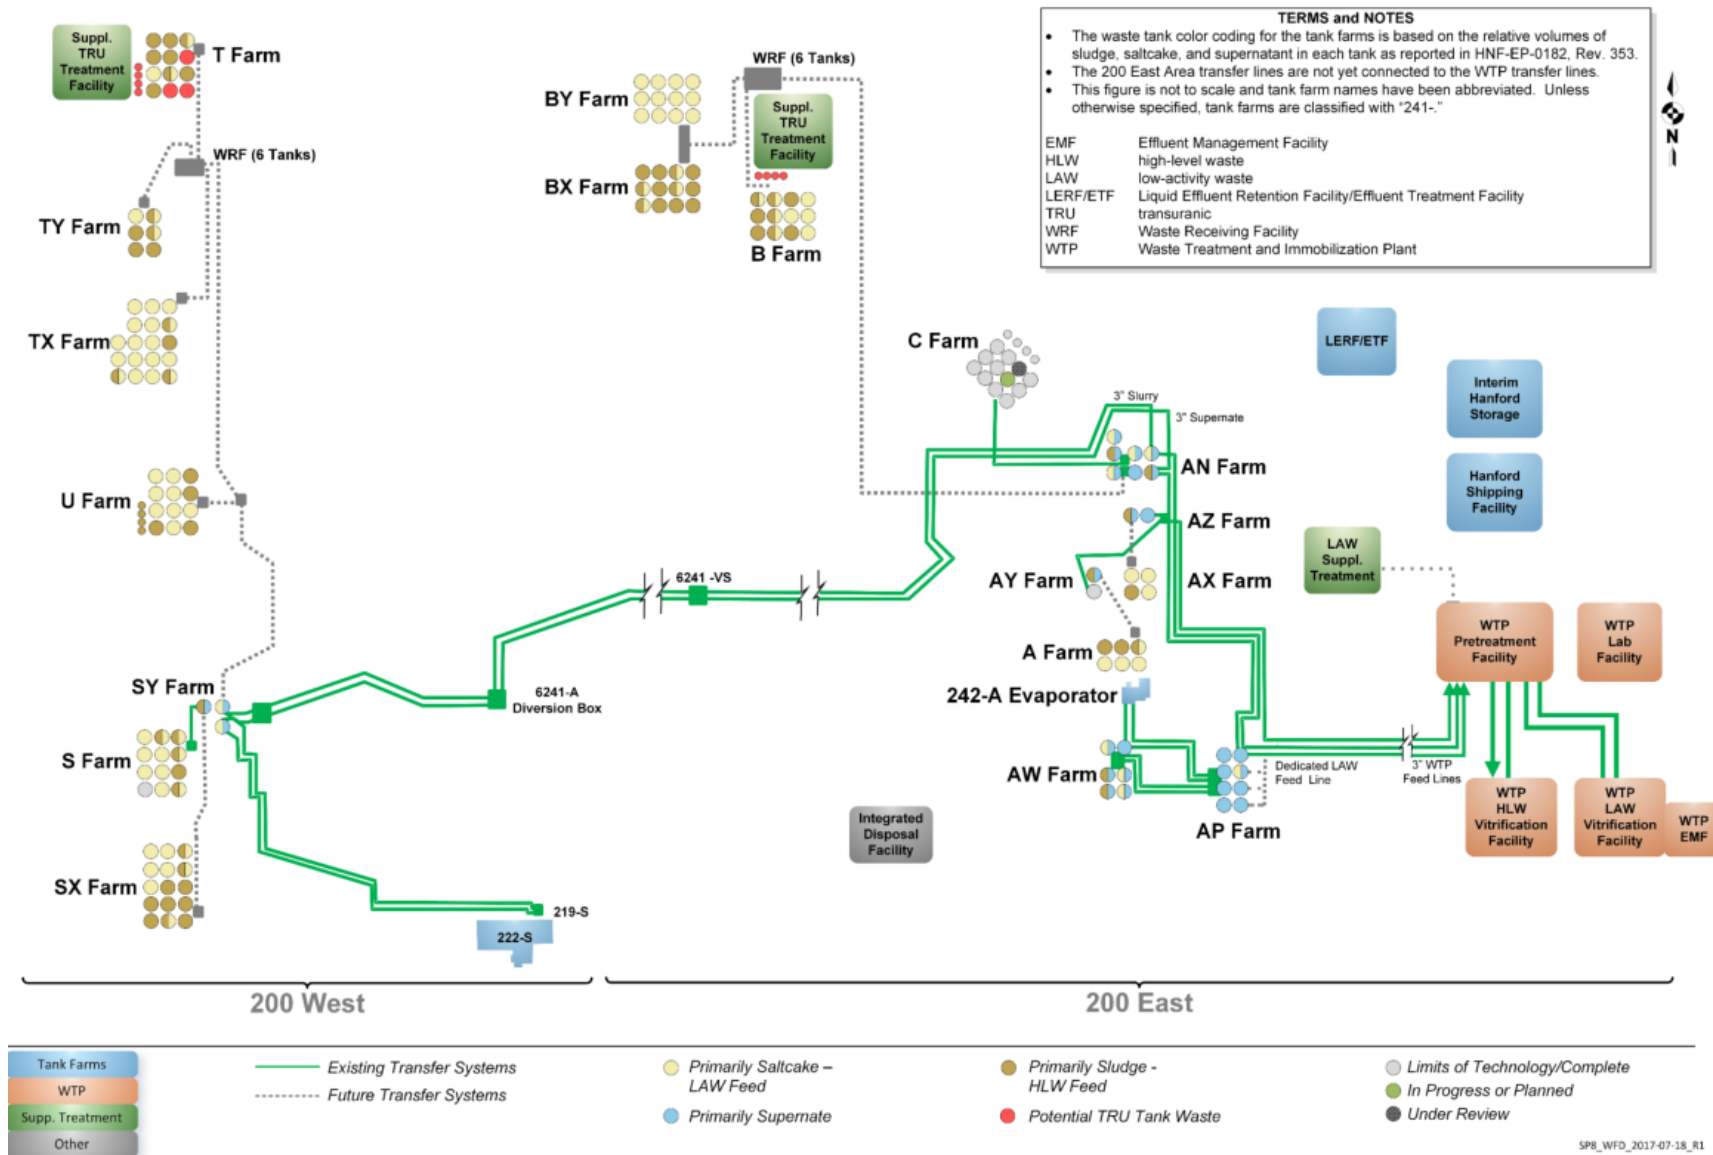 TERMS and NOTES
• The waste tank color coding for the tank farms is based on the relative volumes of
sludge, saltcake, and supernatant in each tank as reported in HNF-EP-0182, Rev. 353.
• The 200 East Area transfer lines are not yet connected to the WTP transfer lines.
• This figure is not to scale and tank farm names have been abbreviated. Unless
otherwise specified, tank farms are classified with "241-."
EMF Effluent Management Facility
HLW high-level waste
LAW low-activity waste
LERF/ETF Liquid Effluent Retention Facility/Effluent Treatment Facility
TRU transuranic
WRF Waste Receiving Facility
WTP Waste Treatment and Immobilization Plant
N
Suppl.
TRU
Treatment
Facility
T Farm
WRF (6 Tanks)
TY Farm
TX Farm
U Farm
SY Farm
S Farm
SX Farm
6241-A
Diversion Box
219-S
222-S
WRF (6 Tanks)
BY Farm
Suppl.
TRU
Treatment
Facility
BX Farm
B Farm
C Farm
3" Slurry
3" Supernate
AN Farm
AZ Farm
AY Farm
AX Farm
6241 -VS
A Farm
242-A Evaporator
AW Farm
AP Farm
Dedicated LAW
Feed Line
3" WTP
Feed Lines
Integrated
Disposal
Facility
LERF/ETF
Interim
Hanford
Storage
Hanford
Shipping
Facility
LAW
Suppl.
Treatment
WTP
Pretreatment
Facility
WTP
Lab
Facility
WTP
HLW
Vitrification
Facility
WTP
LAW
Vitrification
Facility
WTP
EMF
200 West
200 East
Tank Farms
WTP
Supp. Treatment
Other
Existing Transfer Systems
Future Transfer Systems
Primarily Saltcake –
LAW Feed
Primarily Supernate
Primarily Sludge -
HLW Feed
Potential TRU Tank Waste
Limits of Technology/Complete
In Progress or Planned
Under Review
SP8_WFD_2017-07-18_R1